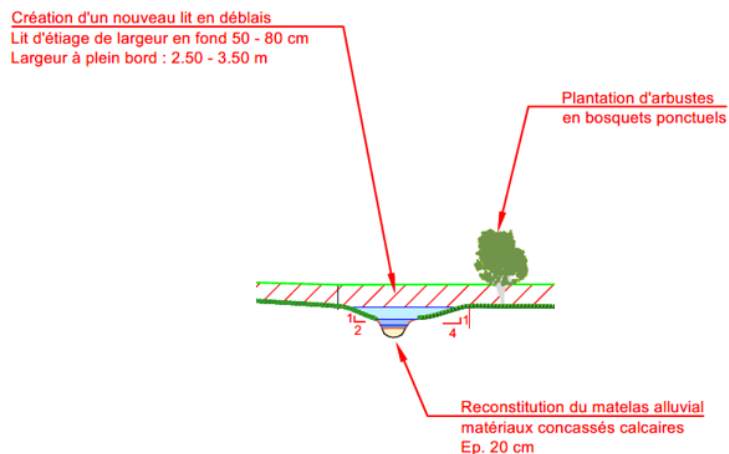 Création d'un nouveau lit en déblais
Lit d'étiage de largeur en fond 50 - 80 cm
Largeur à plein bord : 2.50 - 3.50 m
Plantation d'arbustes
en bosquets ponctuels
1
2
1
4
Reconstitution du matelas alluvial
matériaux concassés calcaires
Ep. 20 cm